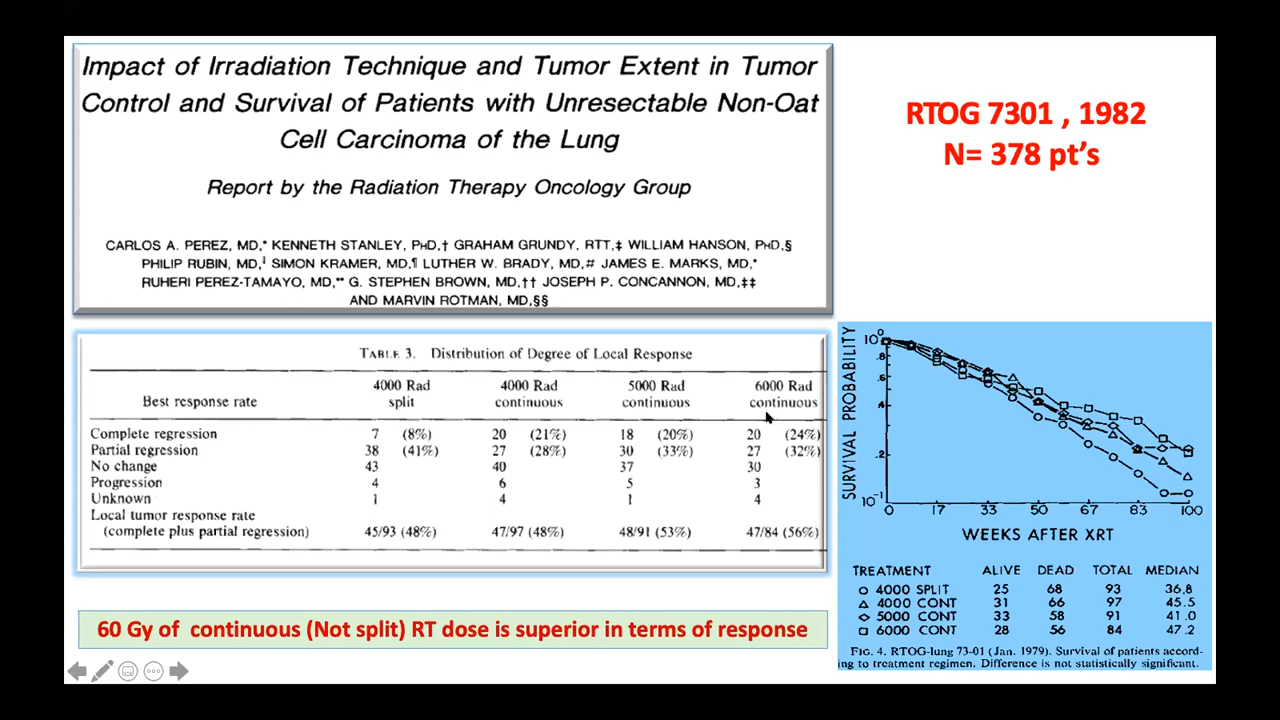 Impact of Irradiation Technique and Tumor Extent in Tumor
Control and Survival of Patients with Unresectable Non-Oat
Cell Carcinoma of the Lung
Report by the Radiation Therapy Oncology Group
CARLOS A. PEREZ, MD,* KENNETH STANLEY, PHD,† GRAHAM GRUNDY, RTT,‡ WILLIAM HANSON, PHD,§
PHILIP RUBIN, MD,‖ SIMON KRAMER, MD,¶ LUTHER W. BRADY, MD,# JAMES E. MARKS, MD,*
RUHERI PEREZ-TAMAYO, MD,** G. STEPHEN BROWN, MD,†† JOSEPH P. CONCANNON, MD,‡‡
AND MARVIN ROTMAN, MD,§§
RTOG 7301 , 1982
N= 378 pt’s
TABLE 3. Distribution of Degree of Local Response
4000 Rad 4000 Rad 5000 Rad 6000 Rad
Best response rate split continuous continuous continuous
Complete regression 7 (8%) 20 (21%) 18 (20%) 20 (24%)
Partial regression 38 (41%) 27 (28%) 30 (33%) 27 (32%)
No change 43 40 37 30
Progression 4 6 5 3
Unknown 1 4 1 4
Local tumor response rate
(complete plus partial regression) 45/93 (48%) 47/97 (48%) 48/91 (53%) 47/84 (56%)
60 Gy of continuous (Not split) RT dose is superior in terms of response
SURVIVAL PROBABILITY
10⁰
.8
.6
.4
.2
10⁻¹
0 17 33 50 67 83 100
WEEKS AFTER XRT
TREATMENT ALIVE DEAD TOTAL MEDIAN
4000 SPLIT 25 68 93 36.8
4000 CONT 31 66 97 45.5
5000 CONT 33 58 91 41.0
6000 CONT 28 56 84 47.2
FIG. 4. RTOG-lung 73-01 (Jan. 1979). Survival of patients accord-
ing to treatment regimen. Difference is not statistically significant.